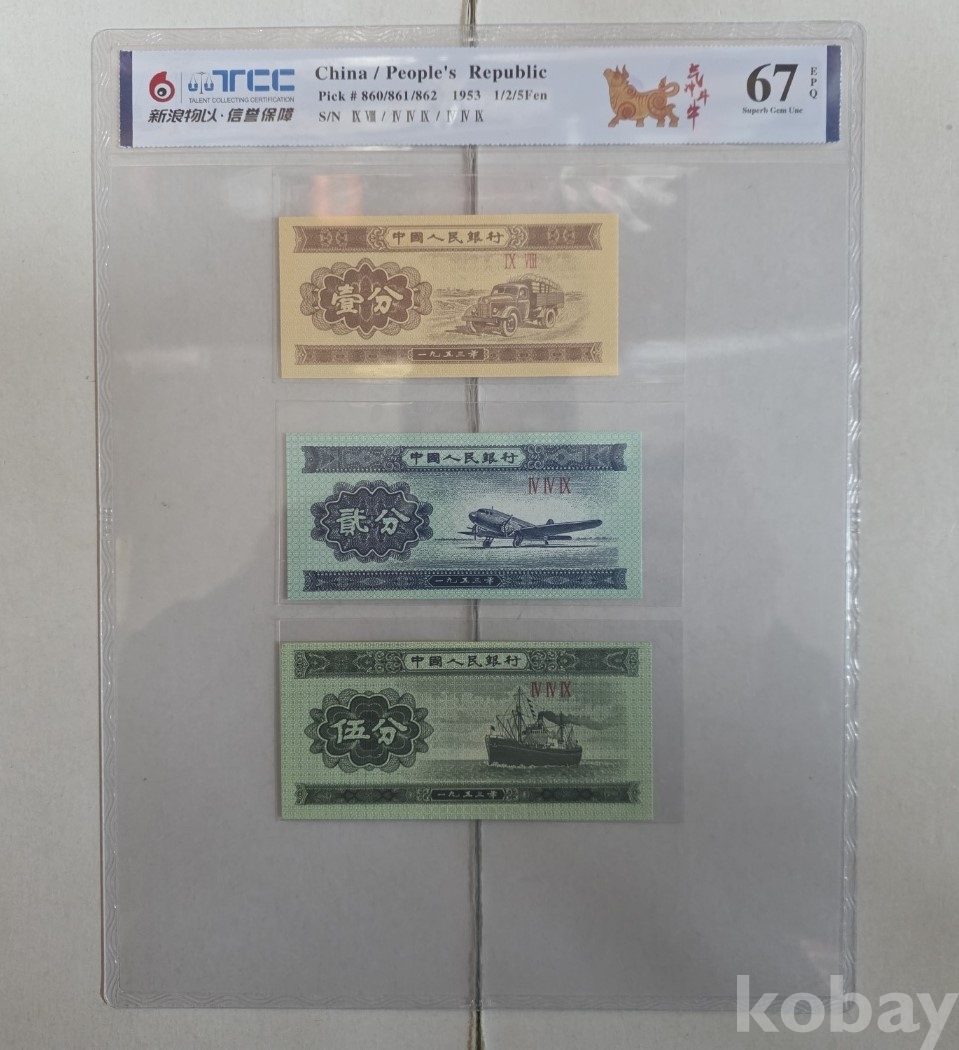 TCC
TALENT COLLECTING CERTIFICATION
新浪物以·信誉保障
China / People's Republic
Pick # 860/861/862 1953 1/2/5Fen
S/N Ⅸ Ⅷ / Ⅳ Ⅳ Ⅸ / Ⅳ Ⅳ Ⅸ
67
EPQ
Superb Gem Unc
中國人民銀行
Ⅸ Ⅷ
壹分
一九五三年
中國人民銀行
Ⅳ Ⅳ Ⅸ
貳分
一九五三年
中國人民銀行
Ⅳ Ⅳ Ⅸ
伍分
一九五三年
kobay